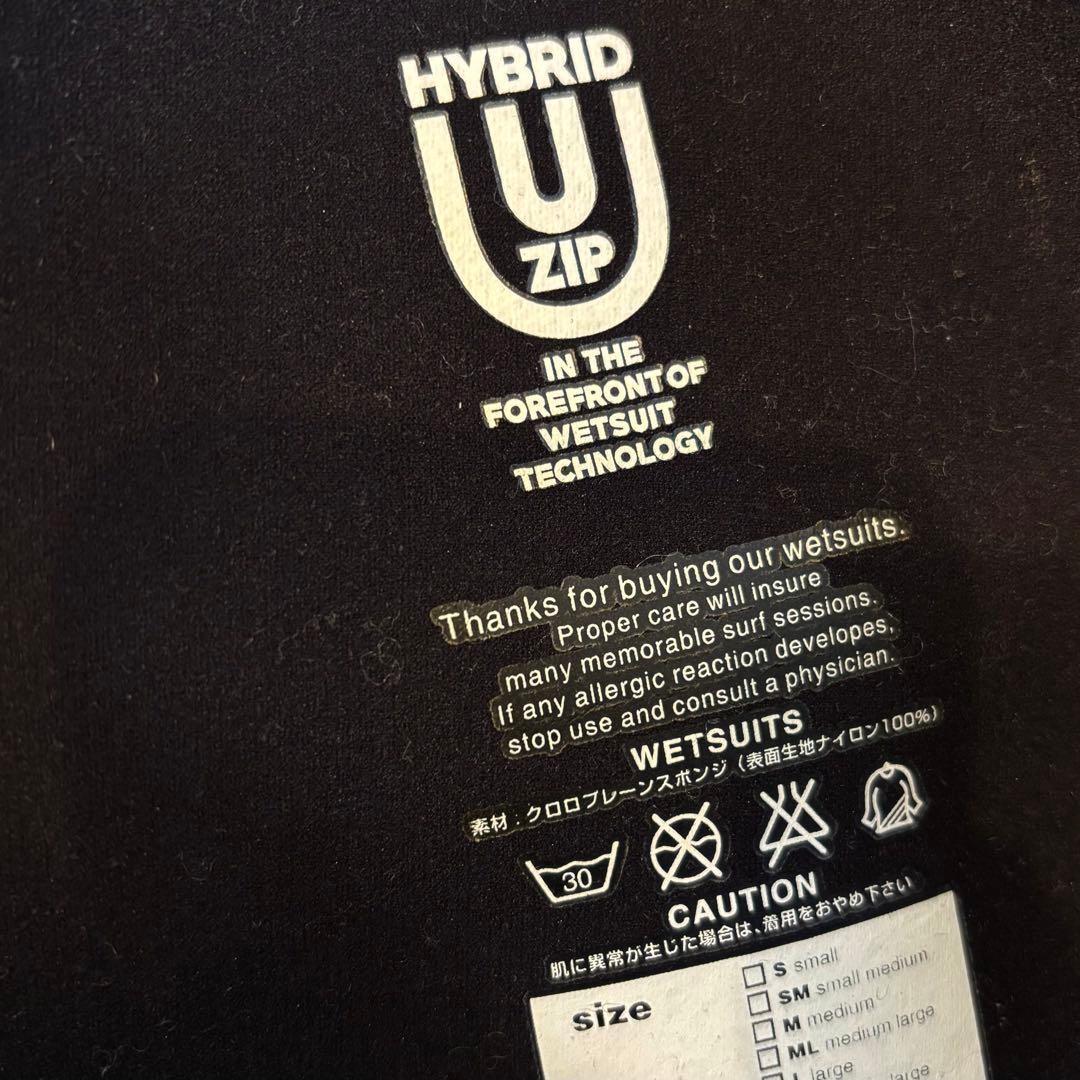 HYBRID
U
ZIP
IN THE
FOREFRONT OF
WETSUIT
TECHNOLOGY
Thanks for buying our wetsuits.
Proper care will insure
many memorable surf sessions.
If any allergic reaction developes,
stop use and consult a physician.
WETSUITS
素材：クロロプレーンスポンジ（表面生地ナイロン100%）
30
CAUTION
肌に異常が生じた場合は、着用をおやめ下さい
size
S small
SM small medium
M medium
ML medium large
L large